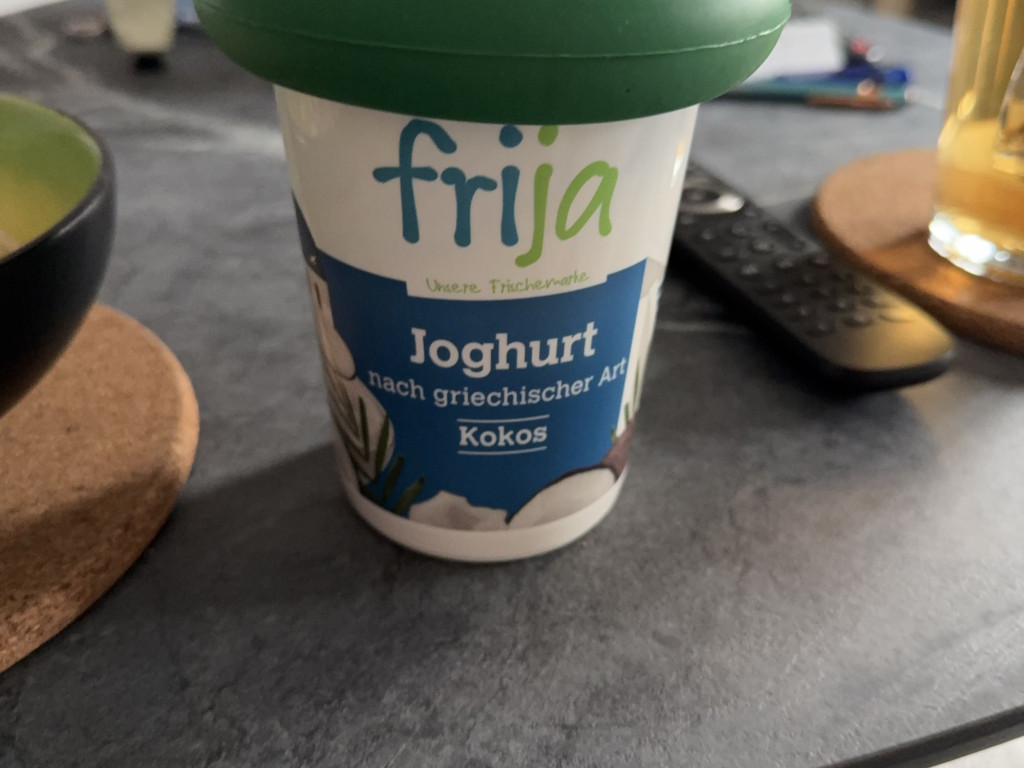 frija
Unsere Frischemarke
Joghurt
nach griechischer Art
Kokos